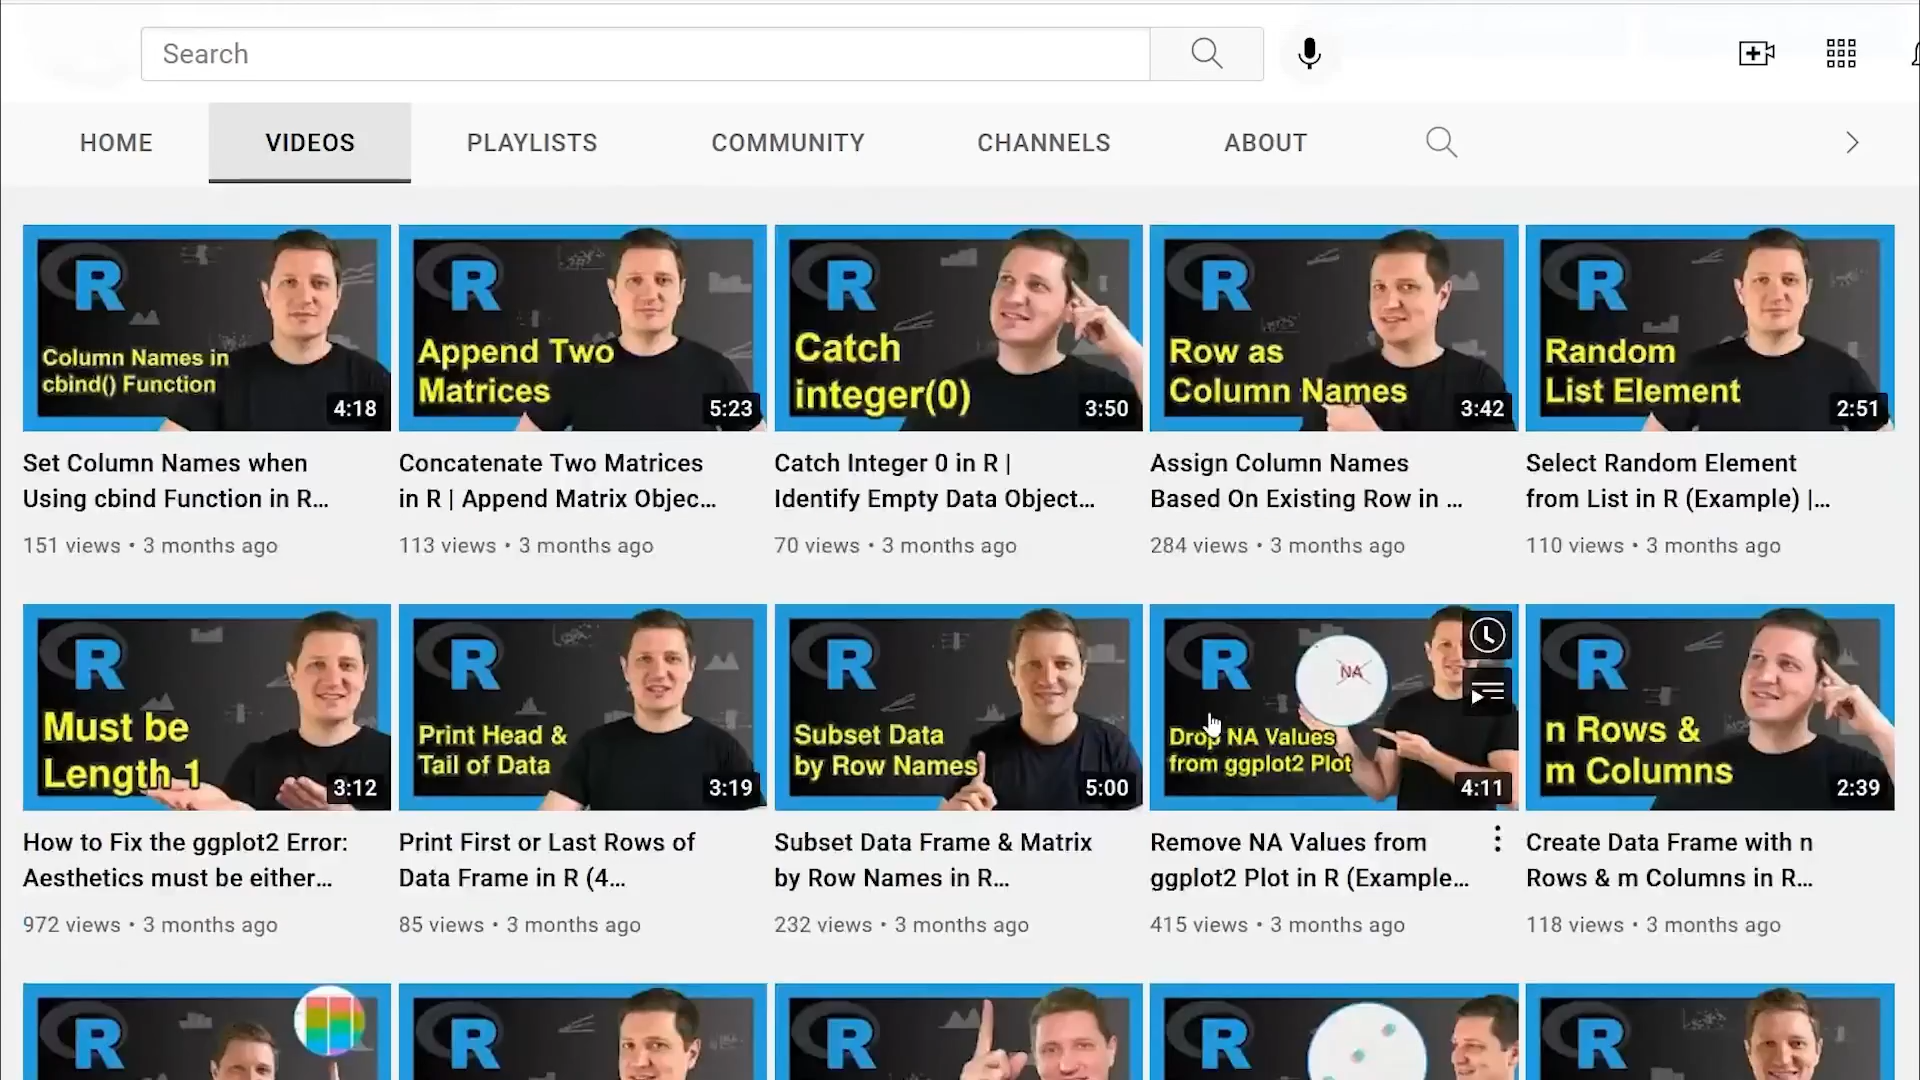 Search
HOME
VIDEOS
PLAYLISTS
COMMUNITY
CHANNELS
ABOUT
R
Column Names in
cbind() Function
4:18
R
Append Two
Matrices
5:23
R
Catch
integer(0)
3:50
R
Row as
Column Names
3:42
R
Random
List Element
2:51
Set Column Names when
Using cbind Function in R...
151 views • 3 months ago
Concatenate Two Matrices
in R | Append Matrix Objec...
113 views • 3 months ago
Catch Integer 0 in R |
Identify Empty Data Object...
70 views • 3 months ago
Assign Column Names
Based On Existing Row in ...
284 views • 3 months ago
Select Random Element
from List in R (Example) |...
110 views • 3 months ago
R
Must be
Length 1
3:12
R
Print Head &
Tail of Data
3:19
R
Subset Data
by Row Names
5:00
R
NA
Drop NA Values
from ggplot2 Plot
4:11
R
n Rows &
m Columns
2:39
How to Fix the ggplot2 Error:
Aesthetics must be either...
972 views • 3 months ago
Print First or Last Rows of
Data Frame in R (4...
85 views • 3 months ago
Subset Data Frame & Matrix
by Row Names in R...
232 views • 3 months ago
Remove NA Values from
ggplot2 Plot in R (Example...
415 views • 3 months ago
Create Data Frame with n
Rows & m Columns in R...
118 views • 3 months ago
R
R
R
R
R